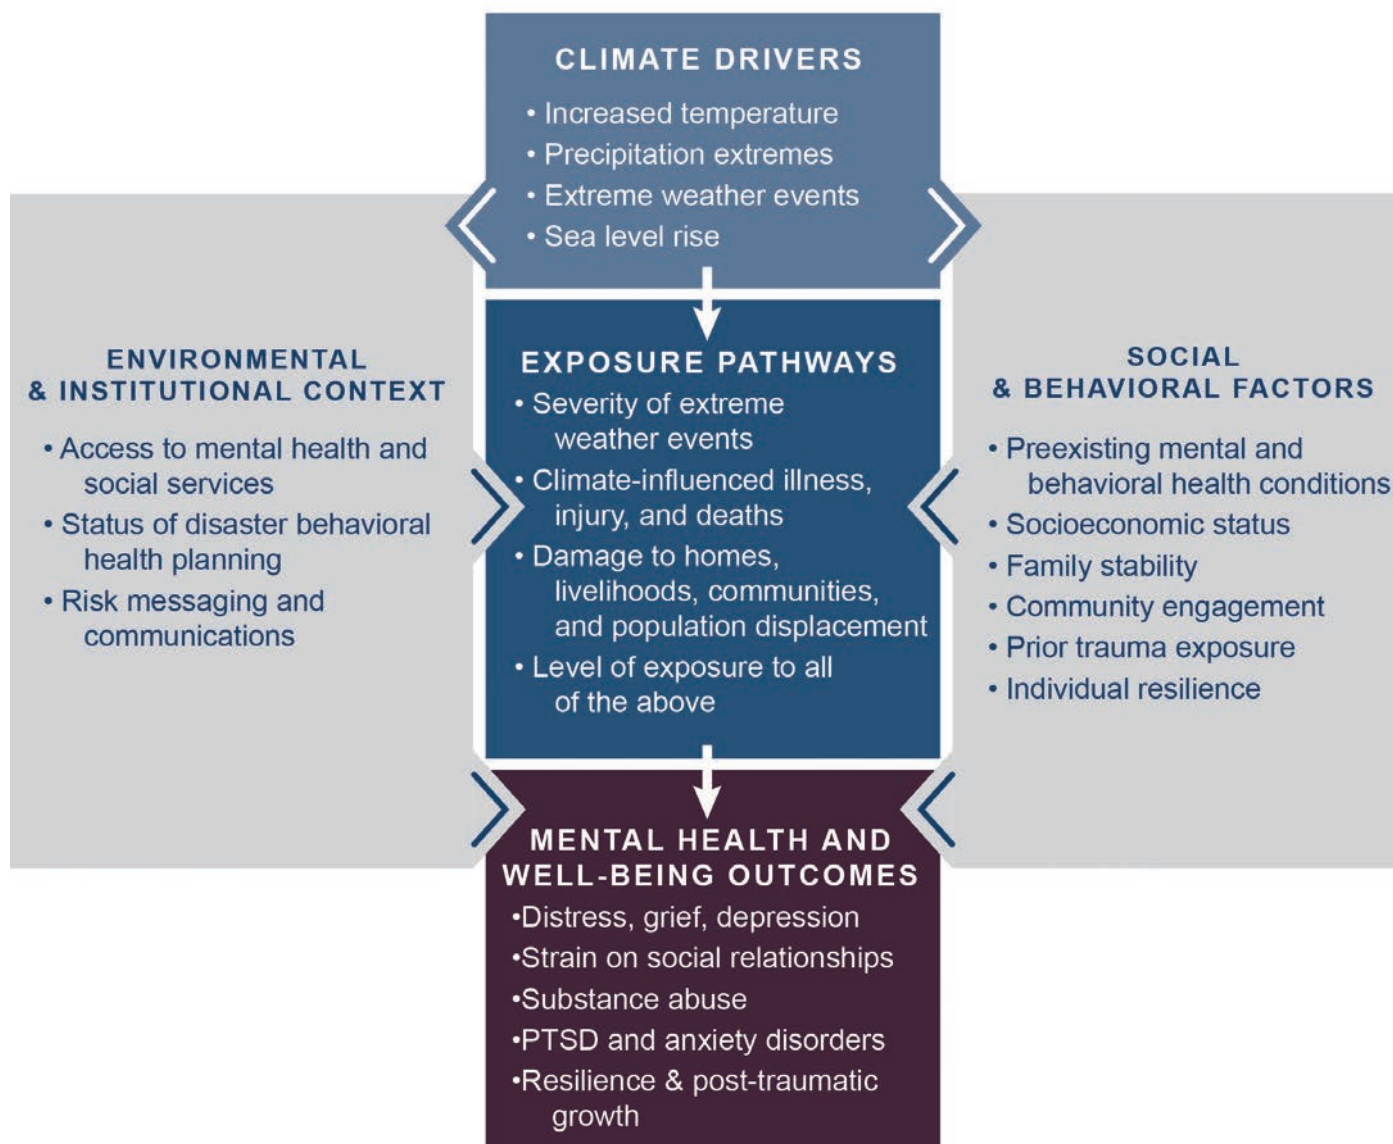 CLIMATE DRIVERS
• Increased temperature
• Precipitation extremes
• Extreme weather events
• Sea level rise
ENVIRONMENTAL
& INSTITUTIONAL CONTEXT
• Access to mental health and
social services
• Status of disaster behavioral
health planning
• Risk messaging and
communications
EXPOSURE PATHWAYS
• Severity of extreme
weather events
• Climate-influenced illness,
injury, and deaths
• Damage to homes,
livelihoods, communities,
and population displacement
• Level of exposure to all
of the above
SOCIAL
& BEHAVIORAL FACTORS
• Preexisting mental and
behavioral health conditions
• Socioeconomic status
• Family stability
• Community engagement
• Prior trauma exposure
• Individual resilience
MENTAL HEALTH AND
WELL-BEING OUTCOMES
•Distress, grief, depression
•Strain on social relationships
•Substance abuse
•PTSD and anxiety disorders
•Resilience & post-traumatic
growth